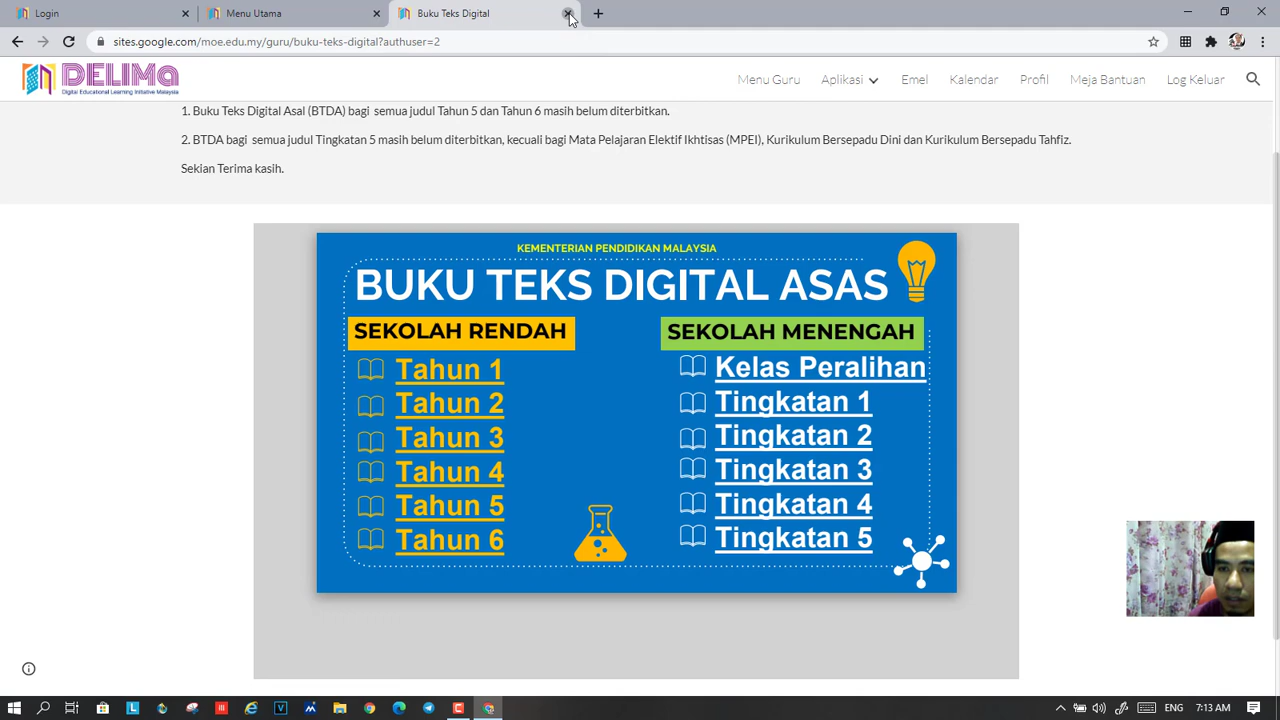 Login
Menu Utama
Buku Teks Digital
sites.google.com/moe.edu.my/guru/buku-teks-digital?authuser=2
DELIMa
Digital Educational Learning Initiative Malaysia
Menu Guru
Aplikasi
Emel
Kalendar
Profil
Meja Bantuan
Log Keluar
1. Buku Teks Digital Asal (BTDA) bagi semua judul Tahun 5 dan Tahun 6 masih belum diterbitkan.
2. BTDA bagi semua judul Tingkatan 5 masih belum diterbitkan, kecuali bagi Mata Pelajaran Elektif Ikhtisas (MPEI), Kurikulum Bersepadu Dini dan Kurikulum Bersepadu Tahfiz.
Sekian Terima kasih.
KEMENTERIAN PENDIDIKAN MALAYSIA
BUKU TEKS DIGITAL ASAS
SEKOLAH RENDAH
Tahun 1
Tahun 2
Tahun 3
Tahun 4
Tahun 5
Tahun 6
SEKOLAH MENENGAH
Kelas Peralihan
Tingkatan 1
Tingkatan 2
Tingkatan 3
Tingkatan 4
Tingkatan 5
7:13 AM